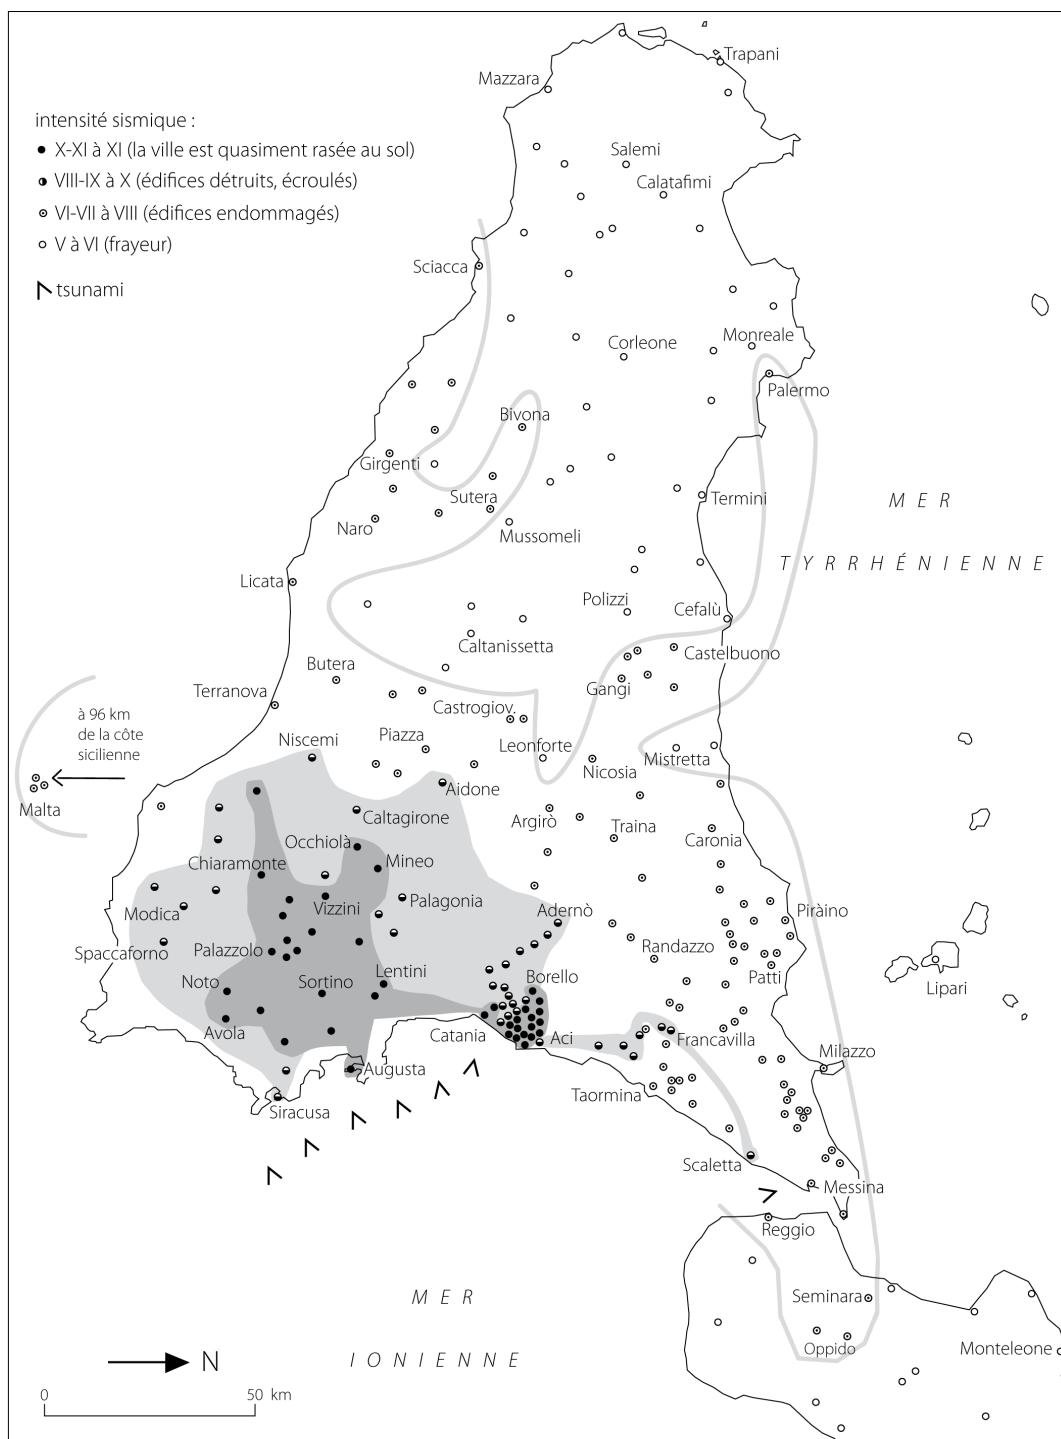 Trapani
Mazzara
intensité sismique :
X-XI à XI (la ville est quasiment rasée au sol)
VIII-IX à X (édifices détruits, écroulés)
VI-VII à VIII (édifices endommagés)
V à VI (frayeur)
tsunami
Salemi
Calatafimi
Sciacca
Corleone
Monreale
Palermo
Bivona
Girgenti
Sutera
Termini
Naro
Mussomeli
MER
TYRRHÉNIENNE
Licata
Polizzi
Cefalù
Caltanissetta
Castelbuono
Butera
Terranova
Gangi
Castrogiov.
à 96 km
de la côte
sicilienne
Niscemi
Piazza
Leonforte
Nicosia
Mistretta
Malta
Aidone
Caltagirone
Argirò
Traina
Caronia
Occhiolà
Mineo
Chiaramonte
Modica
Vizzini
Palagonia
Adernò
Piràino
Spaccaforno
Palazzolo
Randazzo
Noto
Sortino
Lentini
Borello
Patti
Lipari
Avola
Catania
Aci
Francavilla
Milazzo
Augusta
Siracusa
Taormina
Scaletta
Messina
Reggio
MER
IONIENNE
Seminara
Oppido
Monteleone
N
0 50 km